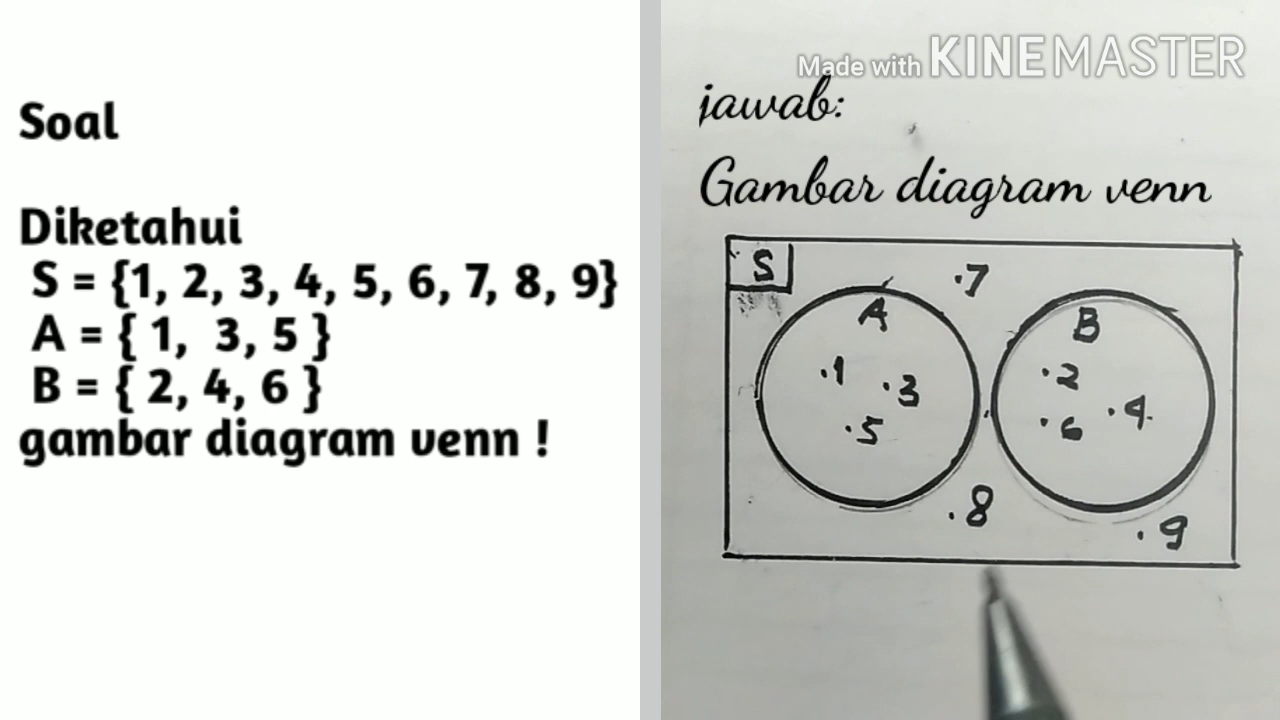 Soal
Diketahui
S = {1, 2, 3, 4, 5, 6, 7, 8, 9}
A = { 1, 3, 5 }
B = { 2, 4, 6 }
gambar diagram venn !
Made with KINEMASTER
jawab:
Gambar diagram venn
S
.7
A
B
.1
.3
.5
.2
.4
.6
.8
.9